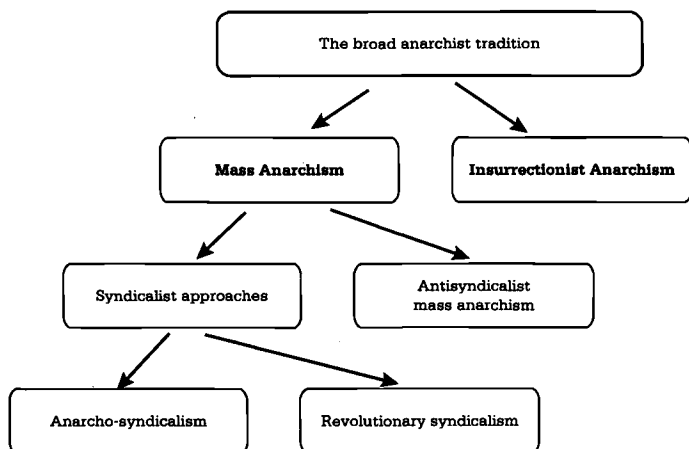 The broad anarchist tradition
Mass Anarchism
Insurrectionist Anarchism
Syndicalist approaches
Antisyndicalist
mass anarchism
Anarcho-syndicalism
Revolutionary syndicalism